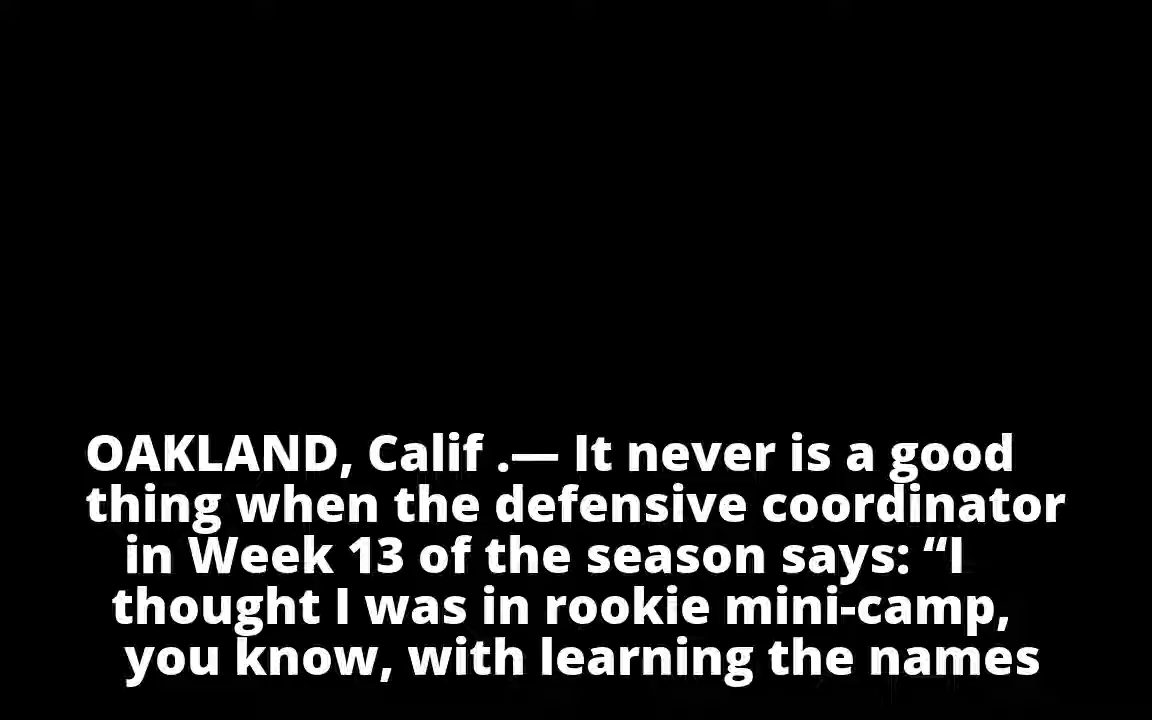 OAKLAND, Calif .— It never is a good
thing when the defensive coordinator
in Week 13 of the season says: “I
thought I was in rookie mini-camp,
you know, with learning the names